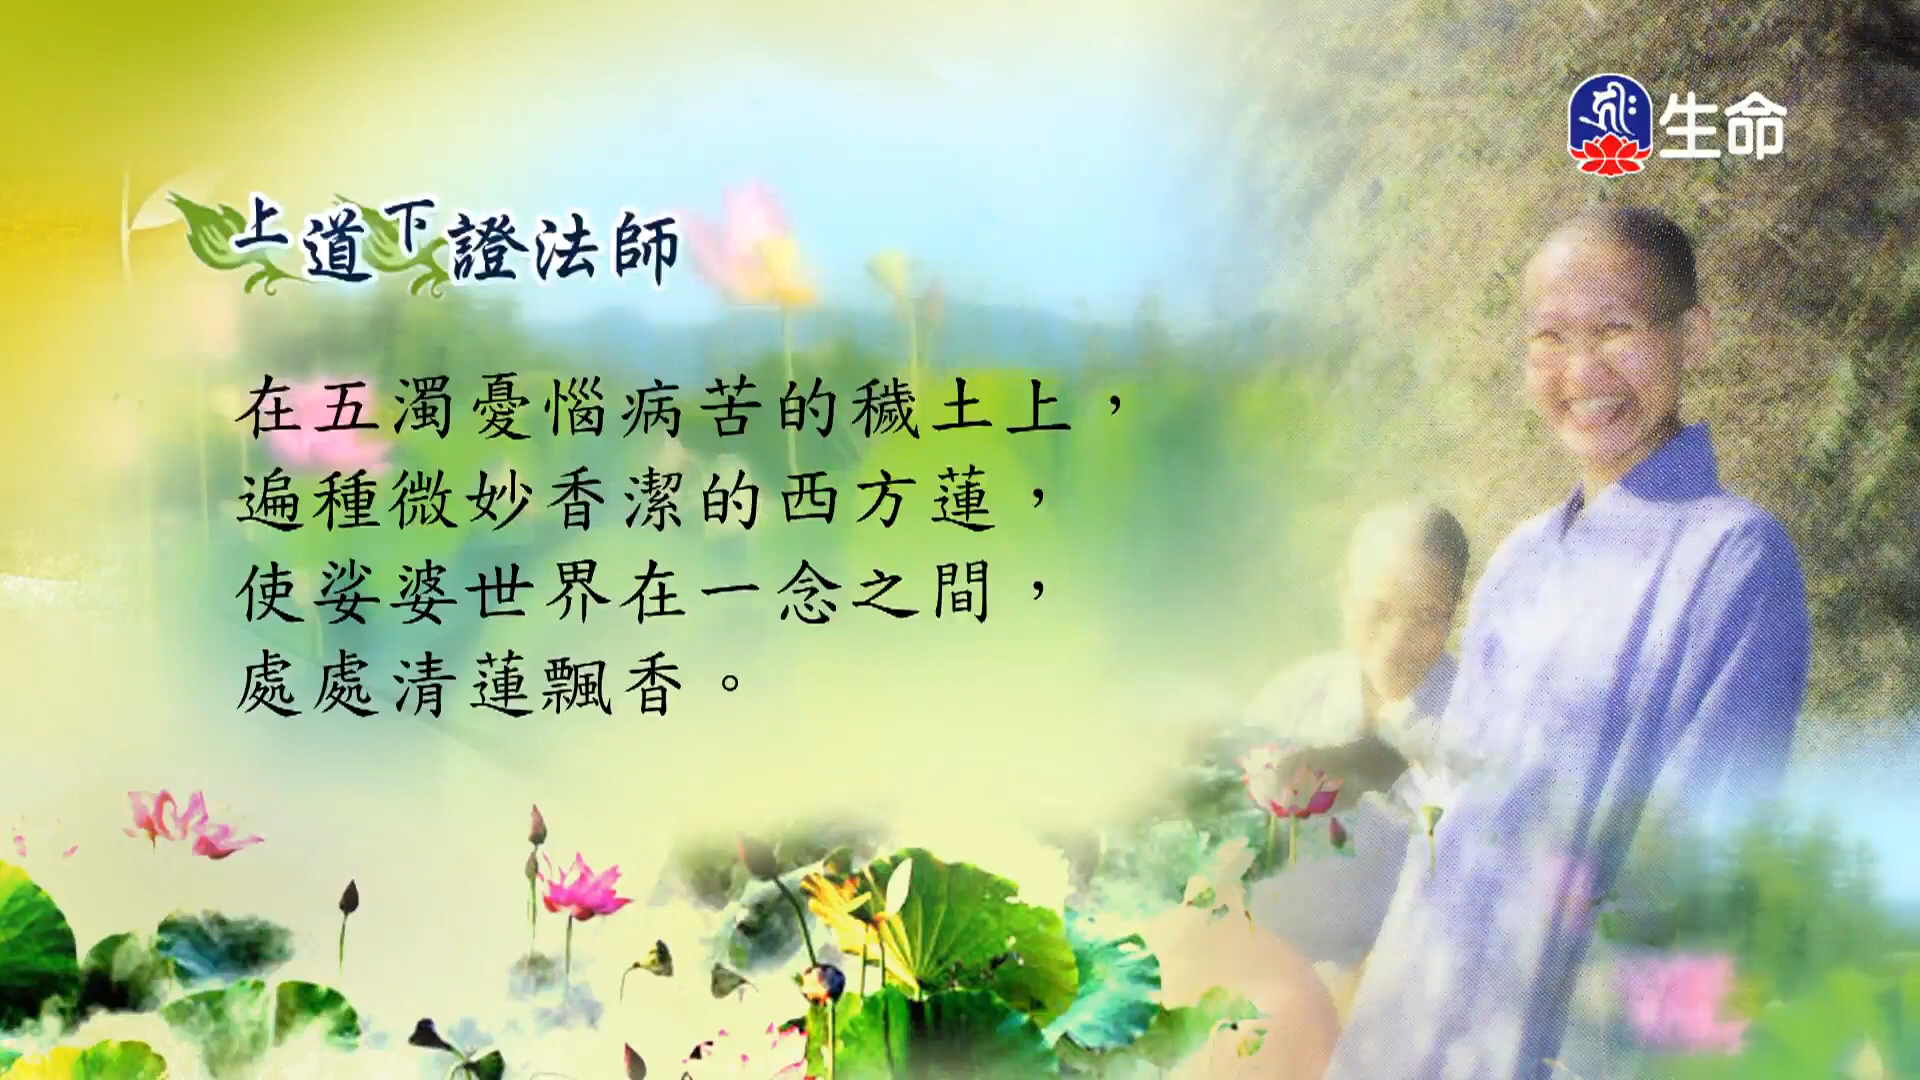 生命
上道下證法師
在五濁憂惱病苦的穢土上，
遍種微妙香潔的西方蓮，
使娑婆世界在一念之間，
處處清蓮飄香。